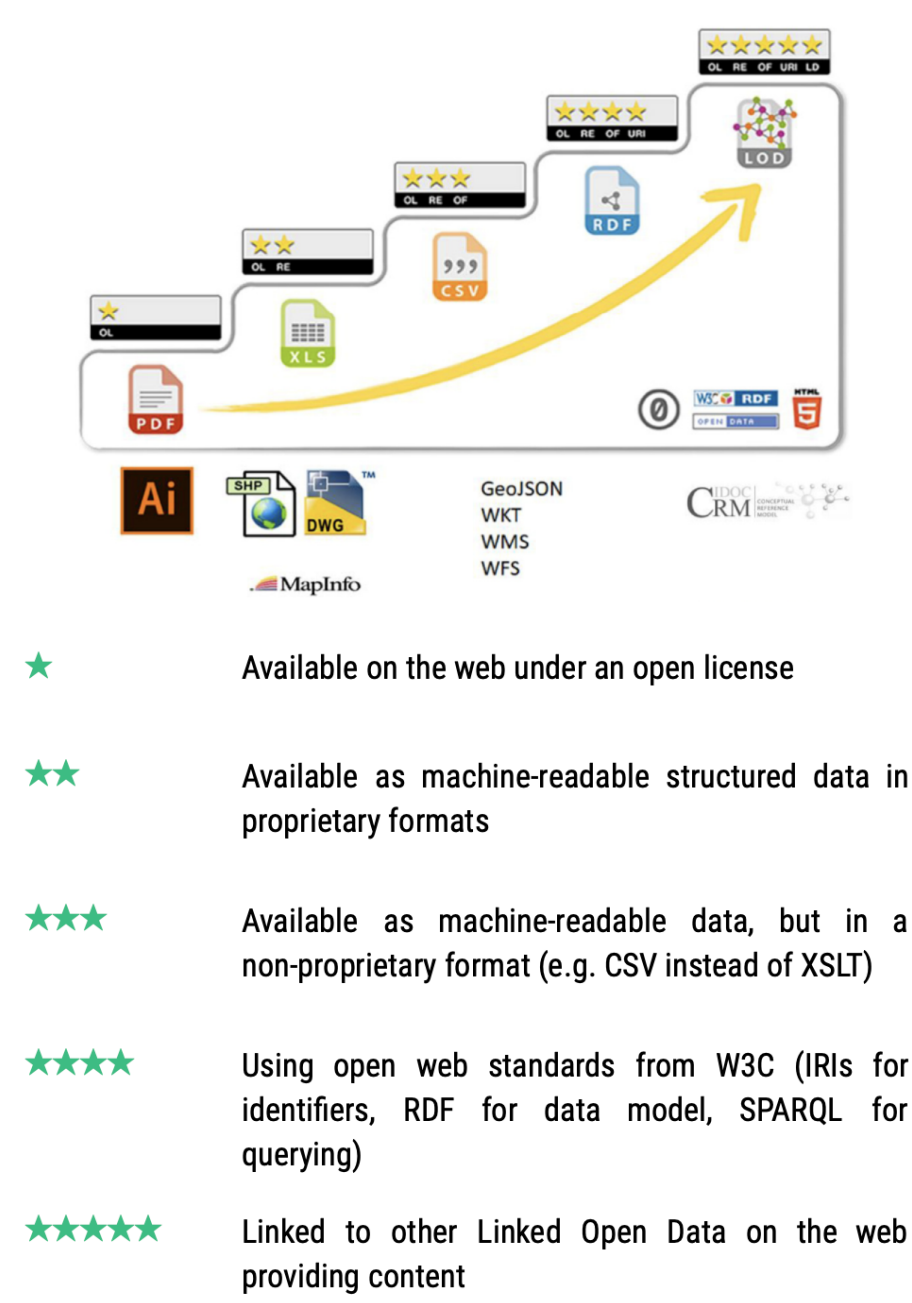 OL RE OF URI LD
OL RE OF URI
LOD
OL RE OF
RDF
OL RE
,,,
CSV
OL
XLS
PDF
0
W3C RDF
OPEN DATA
HTML
5
Ai
SHP
DWG
TM
MapInfo
GeoJSON
WKT
WMS
WFS
CIDOC
CRM
CONCEPTUAL
REFERENCE
MODEL
Available on the web under an open license
Available as machine-readable structured data in
proprietary formats
Available as machine-readable data, but in a
non-proprietary format (e.g. CSV instead of XSLT)
Using open web standards from W3C (IRIs for
identifiers, RDF for data model, SPARQL for
querying)
Linked to other Linked Open Data on the web
providing content